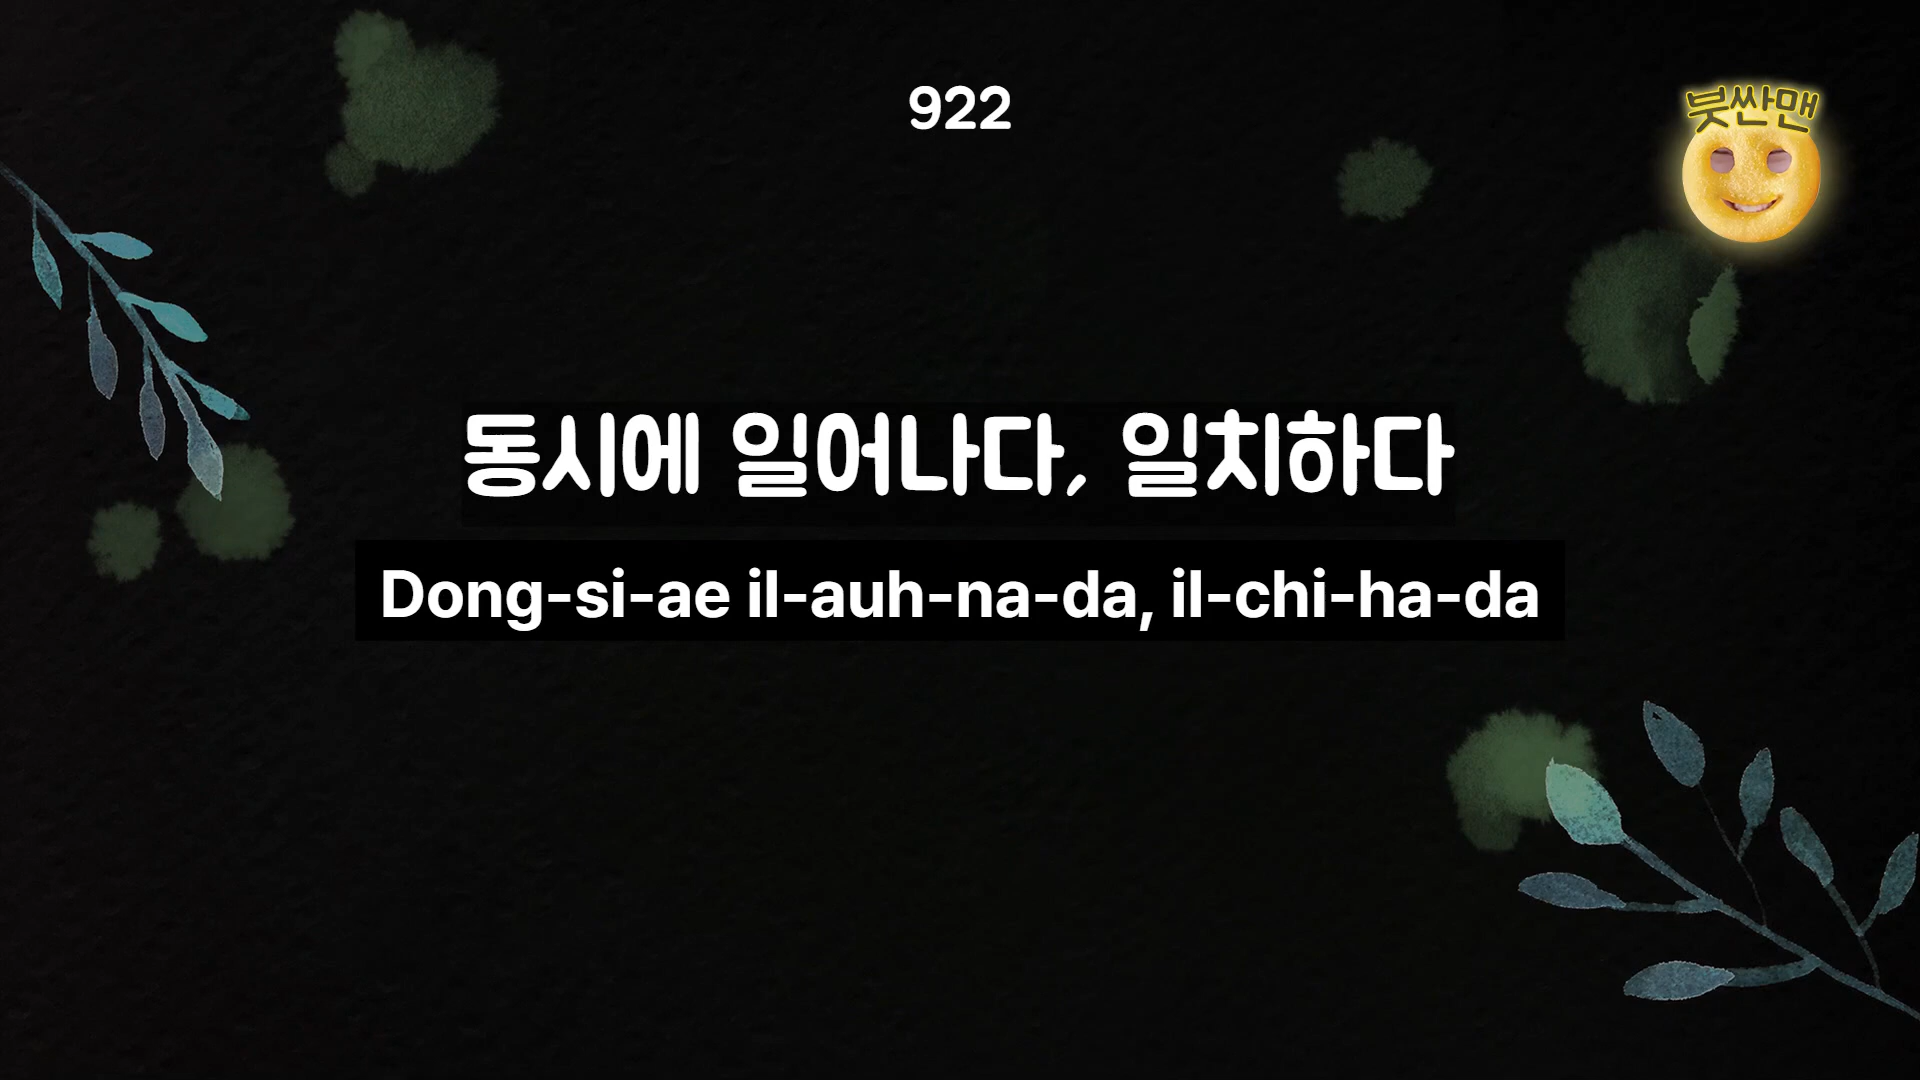 922
붓싼맨
동시에 일어나다, 일치하다
Dong-si-ae il-auh-na-da, il-chi-ha-da